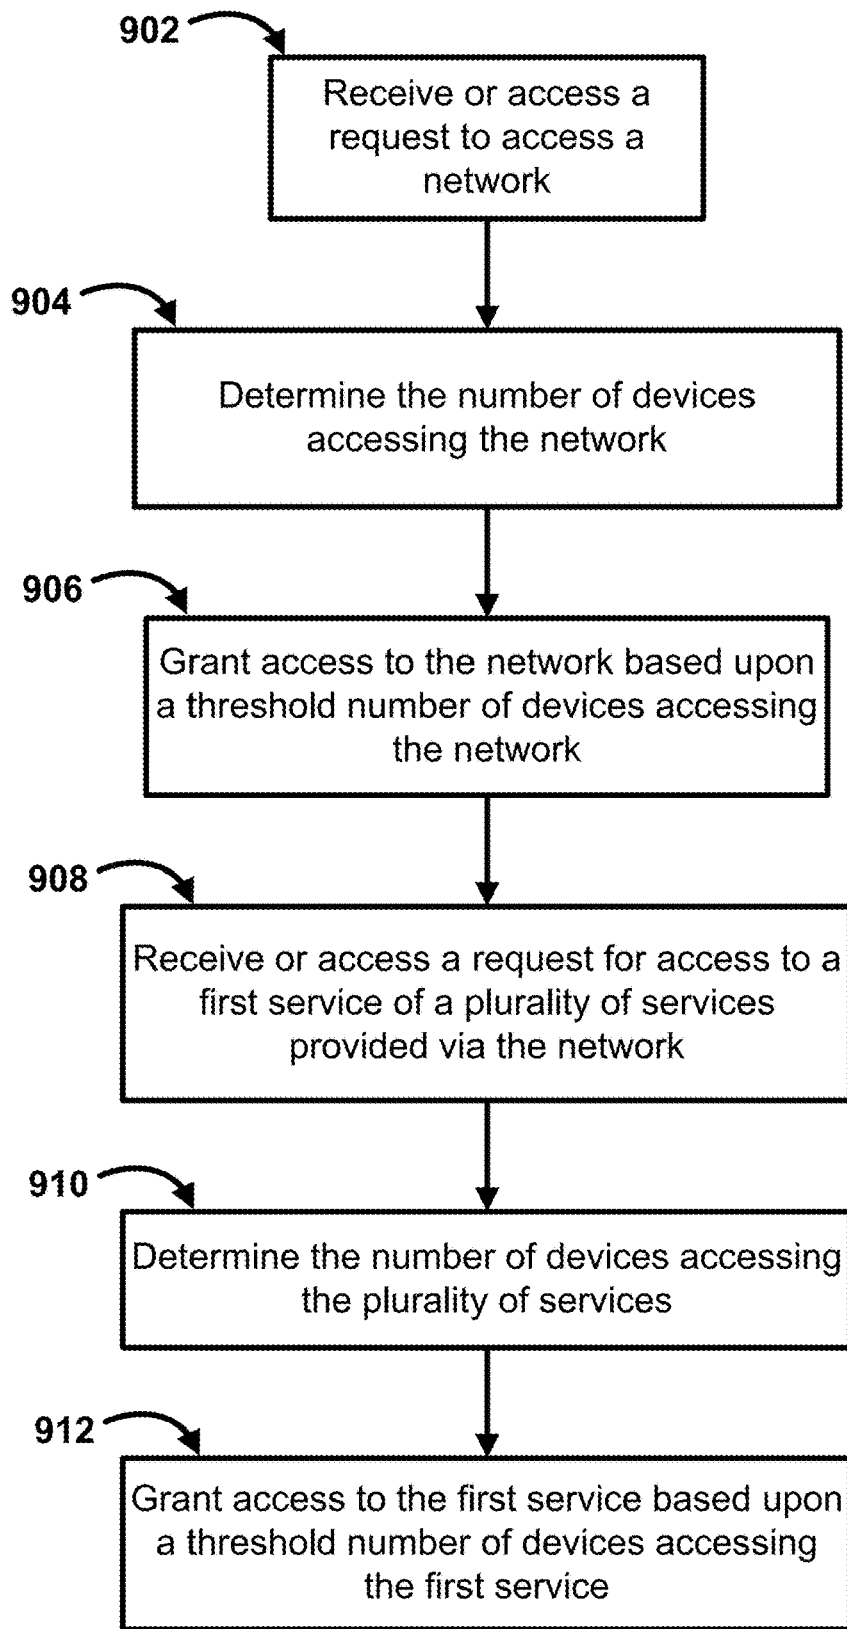 902
Receive or access a
request to access a
network
904
Determine the number of devices
accessing the network
906
Grant access to the network based upon
a threshold number of devices accessing
the network
908
Receive or access a request for access to a
first service of a plurality of services
provided via the network
910
Determine the number of devices accessing
the plurality of services
912
Grant access to the first service based upon
a threshold number of devices accessing
the first service